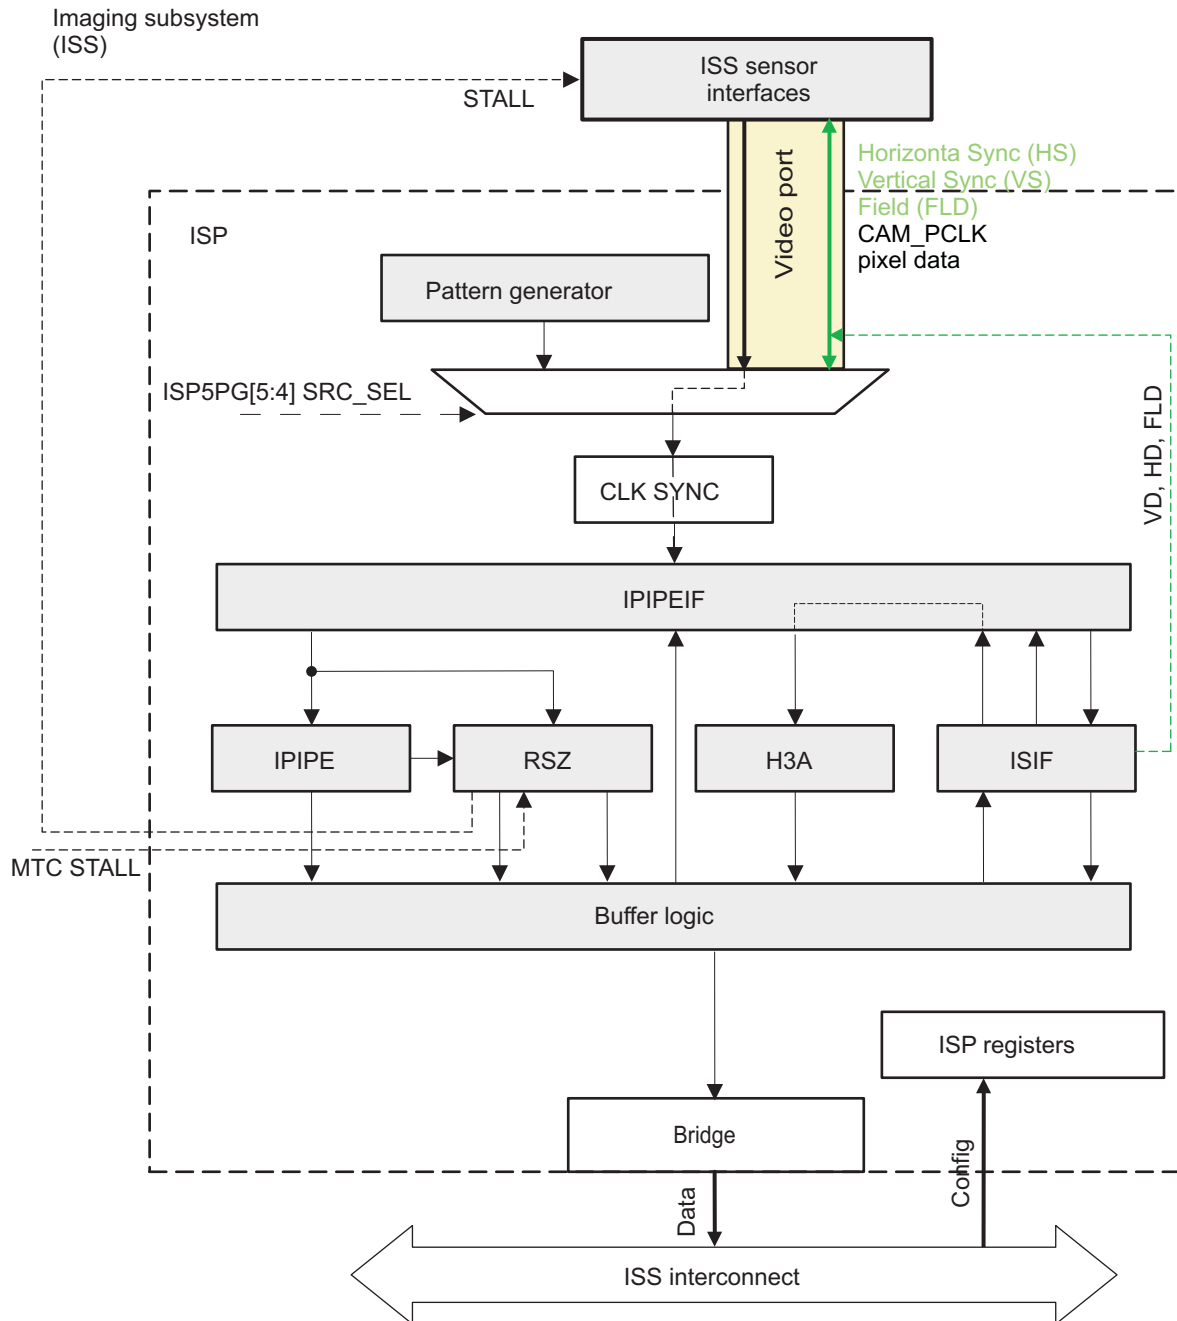 Imaging subsystem
(ISS)
ISS sensor
interfaces
STALL
Video port
Horizonta Sync (HS)
Vertical Sync (VS)
Field (FLD)
CAM_PCLK
pixel data
ISP
Pattern generator
ISP5PG[5:4] SRC_SEL
CLK SYNC
VD, HD, FLD
IPIPEIF
IPIPE
RSZ
H3A
ISIF
MTC STALL
Buffer logic
ISP registers
Bridge
Config
Data
ISS interconnect